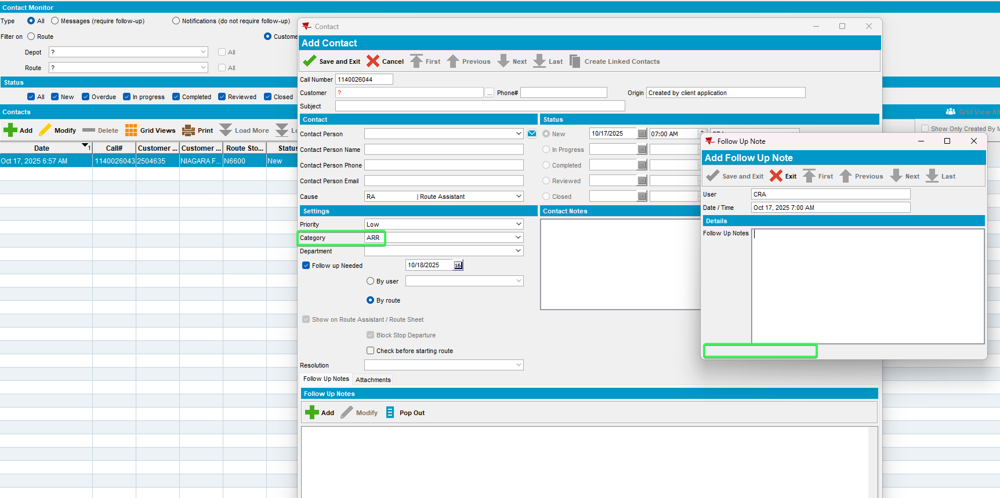 Contact Monitor
Type All Messages (require follow-up) Notifications (do not require follow-up)
Filter on Route Custome
Depot ? All
Route ? All
Status
All New Overdue In progress Completed Reviewed Closed
Contacts
Add Modify Delete Grid Views Print Load More Lo
Date 1 Call# Customer ... Customer ... Route Sto... Status
Oct 17, 2025 6:57 AM 1140026043 2504635 NIAGARA F... N6600 New
Grid View All
Show Only Created By M
Contact
Add Contact
Save and Exit Cancel First Previous Next Last Create Linked Contacts
Call Number 1140026044
Customer ? ... Phone# Origin Created by client application
Subject
Contact
Contact Person
Contact Person Name
Contact Person Phone
Contact Person Email
Cause RA | Route Assistant
Status
New 10/17/2025 16 07:00 AM
In Progress 16
Completed 16
Reviewed 16
Closed 16
Settings
Priority Low
Category ARR
Department
Follow up Needed 10/18/2025 16
By user
By route
Show on Route Assistant / Route Sheet
Block Stop Departure
Check before starting route
Resolution
Contact Notes
Follow Up Notes Attachments
Follow Up Notes
Add Modify Pop Out
Follow Up Note
Add Follow Up Note
Save and Exit Exit First Previous Next Last
User CRA
Date / Time Oct 17, 2025 7:00 AM
Details
Follow Up Notes